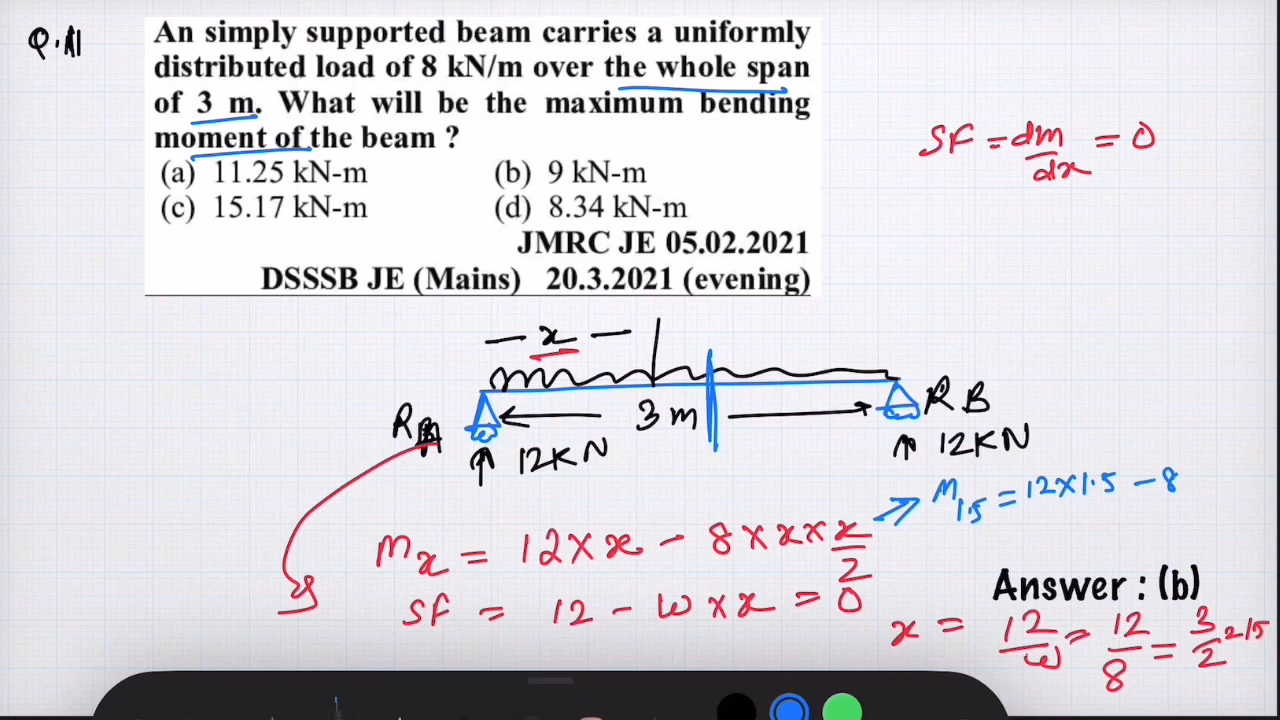 Q.11
An simply supported beam carries a uniformly
distributed load of 8 kN/m over the whole span
of 3 m. What will be the maximum bending
moment of the beam ?
(a) 11.25 kN-m (b) 9 kN-m
(c) 15.17 kN-m (d) 8.34 kN-m
JMRC JE 05.02.2021
DSSSB JE (Mains) 20.3.2021 (evening)
SF = dm/dx = 0
x
RA 3 m RB
12KN 12KN
M1.5 = 12×1.5 - 8
Mx = 12×x - 8×x×x/2
SF = 12 - w×x = 0
Answer : (b)
x = 12/w = 12/8 = 3/2 = 1.5